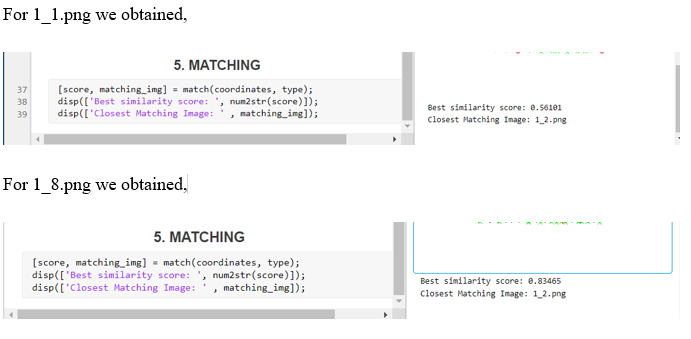 For 1_1.png we obtained,
5. MATCHING
37 [score, matching_img] = match(coordinates, type);
38 disp(['Best similarity score: ', num2str(score)]);
39 disp(['Closest Matching Image: ' , matching_img]);
Best similarity score: 0.56101
Closest Matching Image: 1_2.png
For 1_8.png we obtained,
5. MATCHING
[score, matching_img] = match(coordinates, type);
disp(['Best similarity score: ', num2str(score)]);
disp(['Closest Matching Image: ' , matching_img]);
Best similarity score: 0.83465
Closest Matching Image: 1_2.png